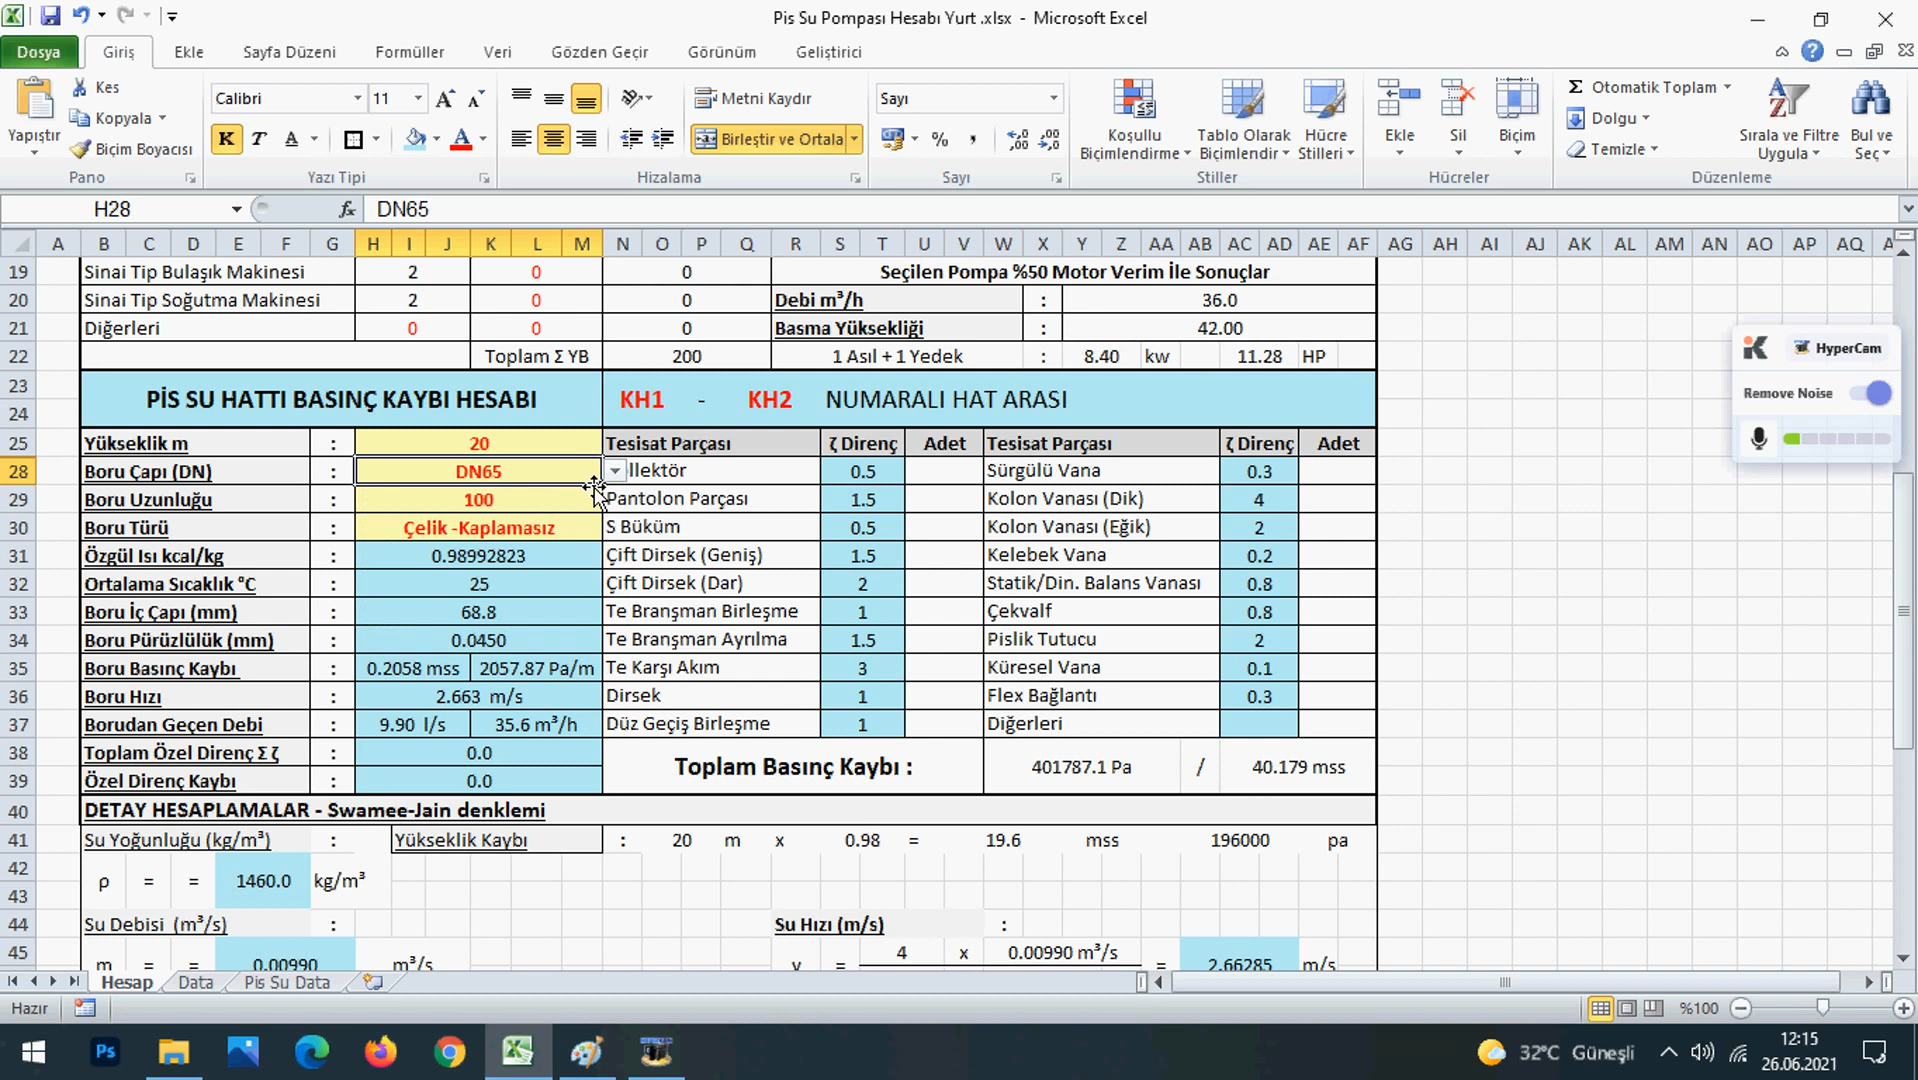 Pis Su Pompası Hesabı Yurt .xlsx - Microsoft Excel
Dosya Giriş Ekle Sayfa Düzeni Formüller Veri Gözden Geçir Görünüm Geliştirici
Yapıştır Kes Kopyala Biçim Boyacısı
Calibri 11
K T A
Metni Kaydır
Birleştir ve Ortala
Sayı
%
Koşullu Biçimlendirme
Tablo Olarak Biçimlendir
Hücre Stilleri
Ekle Sil Biçim
Σ Otomatik Toplam
Dolgu
Temizle
Sırala ve Filtre Uygula
Bul ve Seç
Pano Yazı Tipi Hizalama Sayı Stiller Hücreler Düzenleme
H28 fx DN65
A B C D E F G H I J K L M N O P Q R S T U V W X Y Z AA AB AC AD AE AF AG AH AI AJ AK AL AM AN AO AP AQ
19 Sinai Tip Bulaşık Makinesi 2 0 0 Seçilen Pompa %50 Motor Verim İle Sonuçlar
20 Sinai Tip Soğutma Makinesi 2 0 0 Debi m³/h : 36.0
21 Diğerleri 0 0 0 Basma Yüksekliği : 42.00
22 Toplam Σ YB 200 1 Asıl + 1 Yedek : 8.40 kw 11.28 HP
23
PİS SU HATTI BASINÇ KAYBI HESABI KH1 - KH2 NUMARALI HAT ARASI
24
25 Yükseklik m : 20 Tesisat Parçası ζ Direnç Adet Tesisat Parçası ζ Direnç Adet
28 Boru Çapı (DN) : DN65 llektör 0.5 Sürgülü Vana 0.3
29 Boru Uzunluğu : 100 Pantolon Parçası 1.5 Kolon Vanası (Dik) 4
30 Boru Türü : Çelik -Kaplamasız S Büküm 0.5 Kolon Vanası (Eğik) 2
31 Özgül Isı kcal/kg : 0.98992823 Çift Dirsek (Geniş) 1.5 Kelebek Vana 0.2
32 Ortalama Sıcaklık °C : 25 Çift Dirsek (Dar) 2 Statik/Din. Balans Vanası 0.8
33 Boru İç Çapı (mm) : 68.8 Te Branşman Birleşme 1 Çekvalf 0.8
34 Boru Pürüzlülük (mm) : 0.0450 Te Branşman Ayrılma 1.5 Pislik Tutucu 2
35 Boru Basınç Kaybı : 0.2058 mss 2057.87 Pa/m Te Karşı Akım 3 Küresel Vana 0.1
36 Boru Hızı : 2.663 m/s Dirsek 1 Flex Bağlantı 0.3
37 Borudan Geçen Debi : 9.90 l/s 35.6 m³/h Düz Geçiş Birleşme 1 Diğerleri
38 Toplam Özel Direnç Σ ζ : 0.0
Toplam Basınç Kaybı : 401787.1 Pa / 40.179 mss
39 Özel Direnç Kaybı : 0.0
40 DETAY HESAPLAMALAR - Swamee-Jain denklemi
41 Su Yoğunluğu (kg/m³) : Yükseklik Kaybı : 20 m x 0.98 = 19.6 mss 196000 pa
42
ρ = = 1460.0 kg/m³
43
44 Su Debisi (m³/s) : Su Hızı (m/s) :
45 4 x 0.00990 m³/s
m = = 0.00990 m³/s v = = 2.66285 m/s
HyperCam
Remove Noise
Hesap Data Pis Su Data
Hazır %100
Ps
32°C Güneşli
12:15
26.06.2021